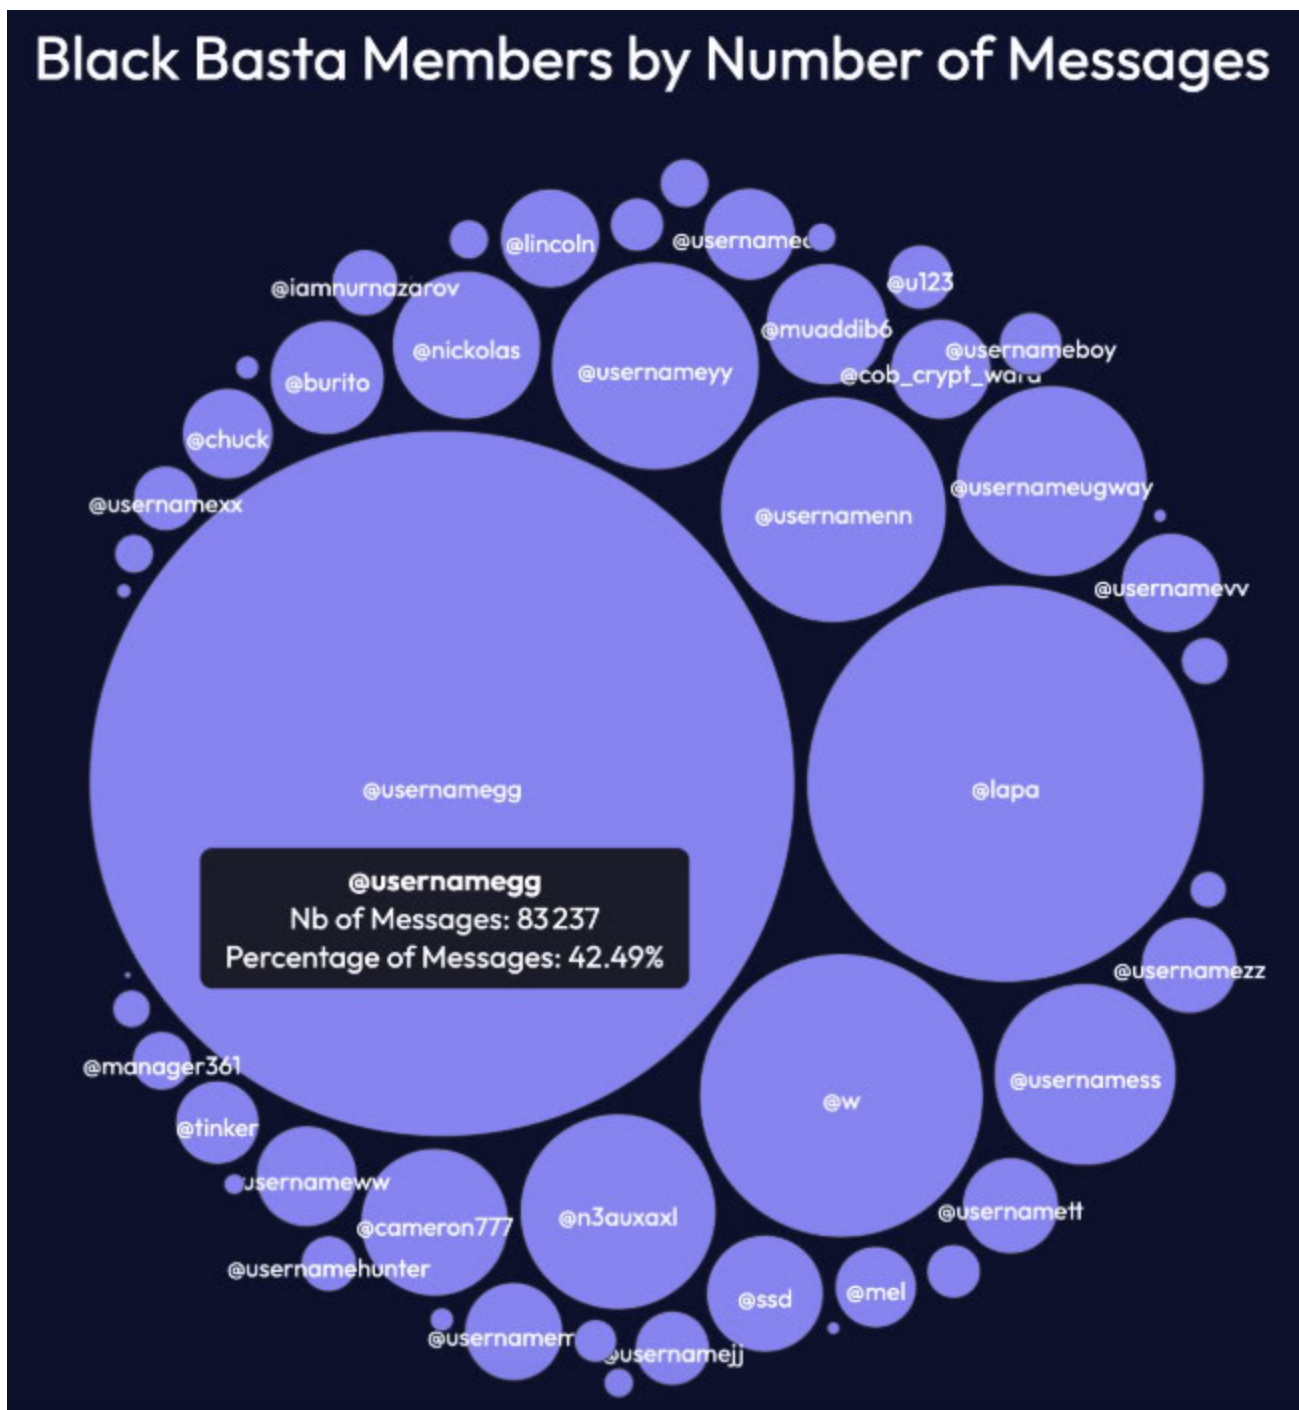 Black Basta Members by Number of Messages
@lincoln
@u123
@iamnurnazarov
@muaddib6
@nickolas
@usernameboy
@usernameyy
@burito
@chuck
@usernameugway
@usernamexx
@usernamenn
@usernamevv
@usernamegg
@lapa
@usernamegg
Nb of Messages: 83 237
Percentage of Messages: 42.49%
@usernamezz
@manager361
@usernamess
@w
@tinker
usernameww
@usernamett
@n3auxaxl
@cameron777
@usernamehunter
@mel
@ssd
@usernamejj